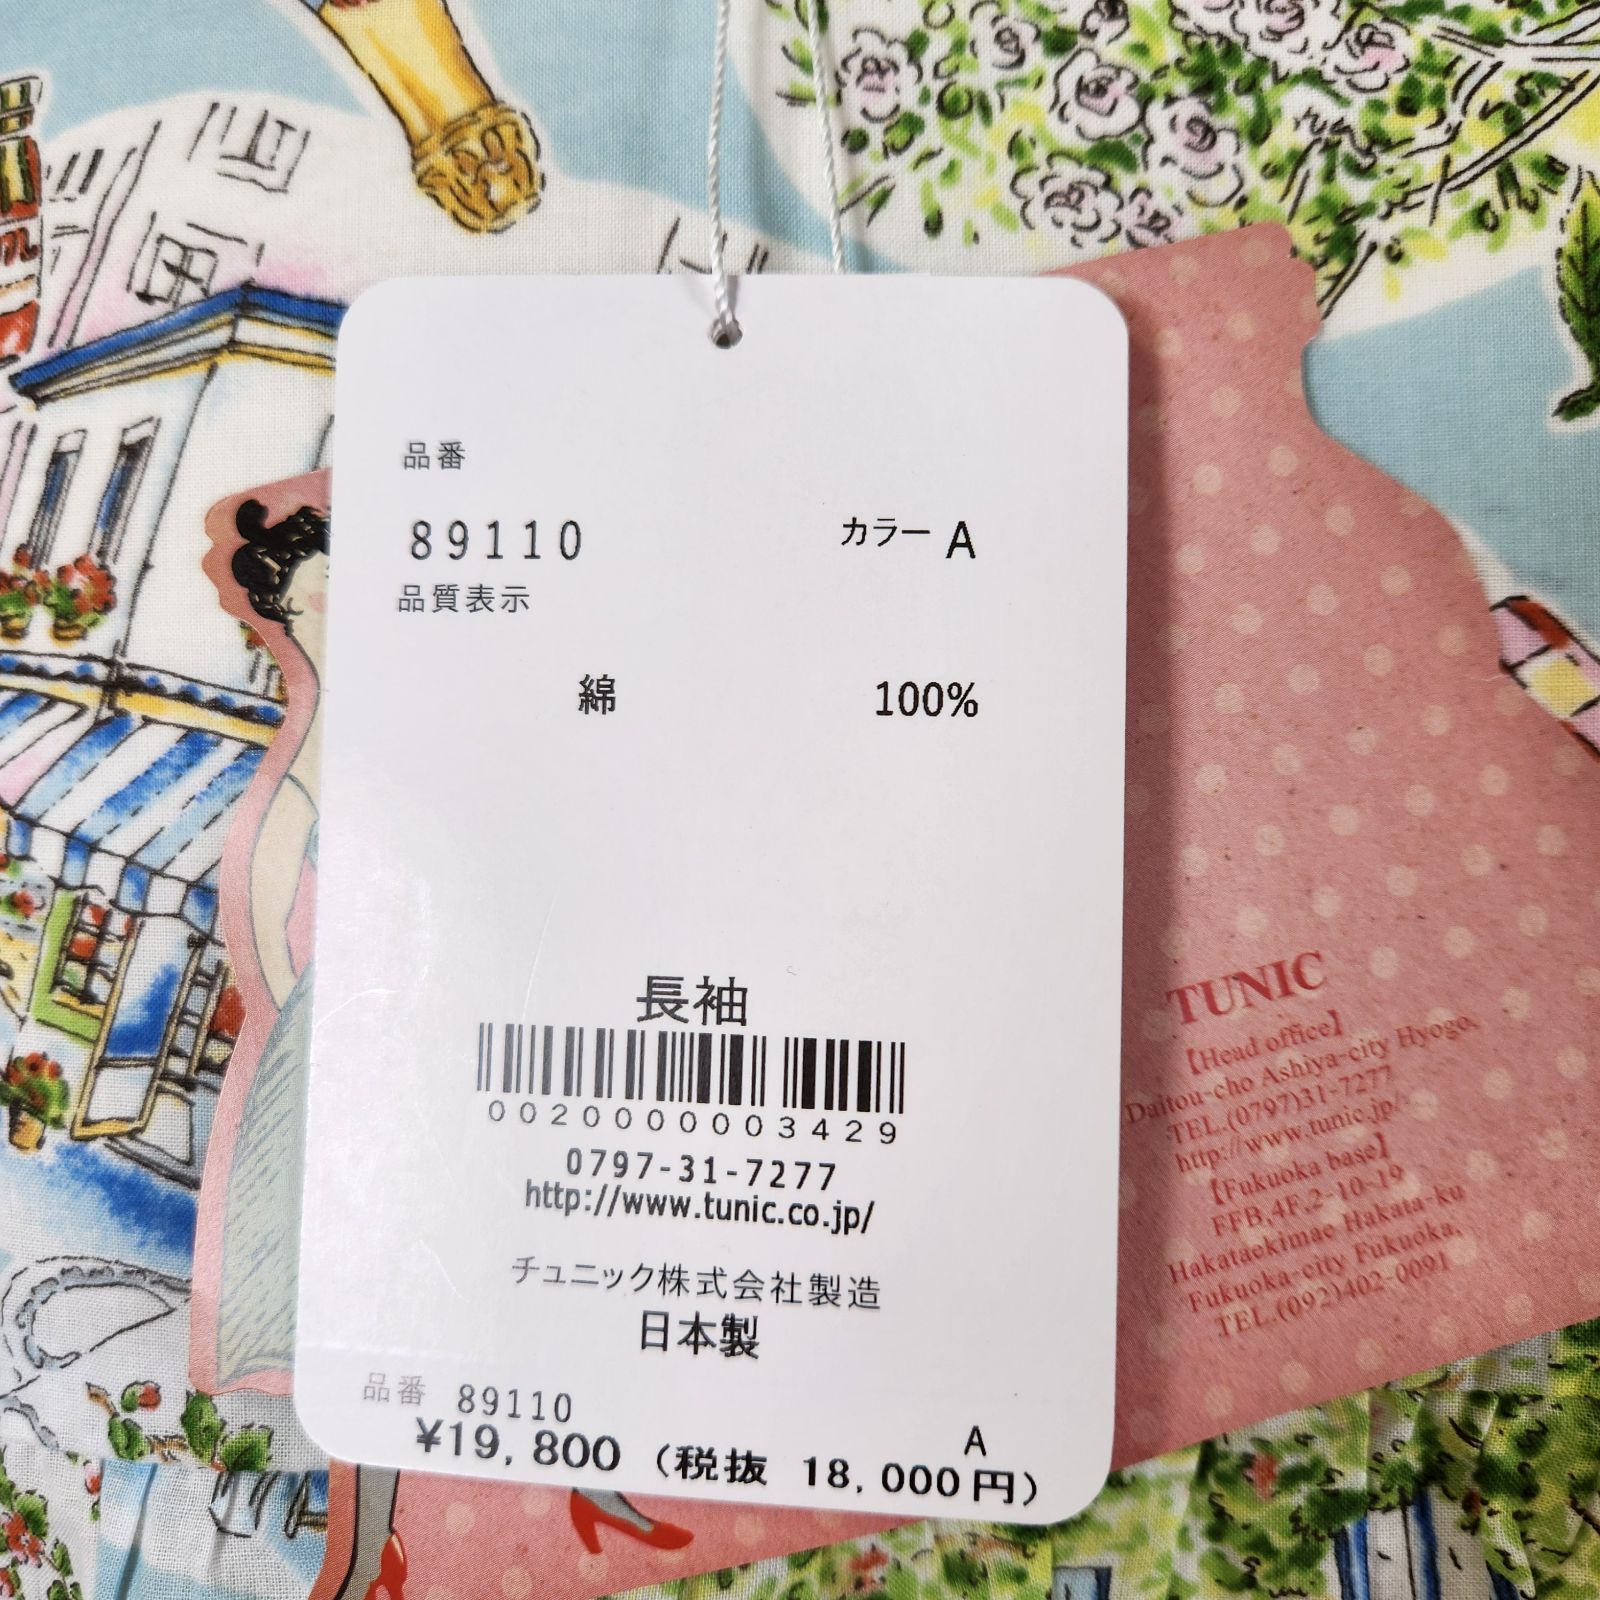 品番
89110 カラー A
品質表示
綿 100%
長袖
0020000003429
0797-31-7277
http://www.tunic.co.jp/
チュニック株式会社製造
日本製
品番 89110
A
¥19,800 (税抜 18,000円)
TUNIC
【Head office】
Daitou-cho Ashiya-city Hyogo,
TEL.(0797)31-7277
http://www.tunic.jp/
【Fukuoka base】
FFB,4F,2-10-19
Hakataekimae Hakata-ku
Fukuoka-city Fukuoka,
TEL.(092)402-0091